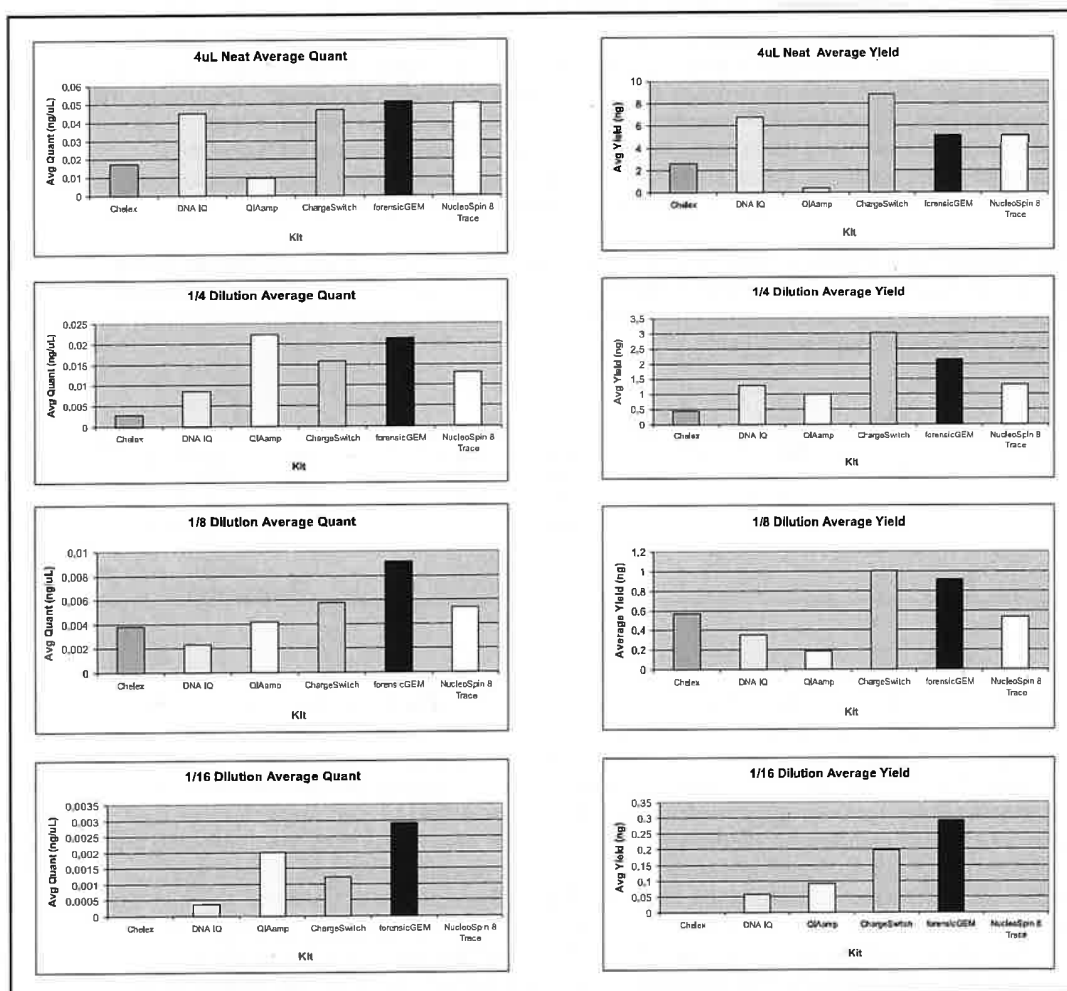 4uL Neat Average Quant
Avg Quant (ng/uL)
0,06
0,05
0,04
0,03
0,02
0,01
0
Chelex DNA IQ QIAamp ChargeSwitch forensicGEM NucleoSpin 8
Trace
Kit
4uL Neat Average Yield
Avg Yield (ng)
10
8
6
4
2
0
Chelex DNA IQ QIAamp ChargeSwitch forensicGEM NucleoSpin 8
Trace
Kit
1/4 Dilution Average Quant
Avg Quant (ng/uL)
0,025
0,02
0,015
0,01
0,005
0
Chelex DNA IQ QIAamp ChargeSwitch forensicGEM NucleoSpin 8
Trace
Kit
1/4 Dilution Average Yield
Avg Yield (ng)
3,5
3
2,5
2
1,5
1
0,5
0
Chelex DNA IQ QIAamp ChargeSwitch forensicGEM NucleoSpin 8
Trace
Kit
1/8 Dilution Average Quant
Avg Quant (ng/uL)
0,01
0,008
0,006
0,004
0,002
0
Chelex DNA IQ QIAamp ChargeSwitch forensicGEM NucleoSpin 8
Trace
Kit
1/8 Dilution Average Yield
Average Yield (ng)
1,2
1
0,8
0,6
0,4
0,2
0
Chelex DNA IQ QIAamp ChargeSwitch forensicGEM NucleoSpin 8
Trace
Kit
1/16 Dilution Average Quant
Avg Quant (ng/uL)
0,0035
0,003
0,0025
0,002
0,0015
0,001
0,0005
0
Chelex DNA IQ QIAamp ChargeSwitch forensicGEM NucleoSpin 8
Trace
Kit
1/16 Dilution Average Yield
Avg Yield (ng)
0,35
0,3
0,25
0,2
0,15
0,1
0,05
0
Chelex DNA IQ QIAamp ChargeSwitch forensicGEM NucleoSpin 8
Trace
Kit